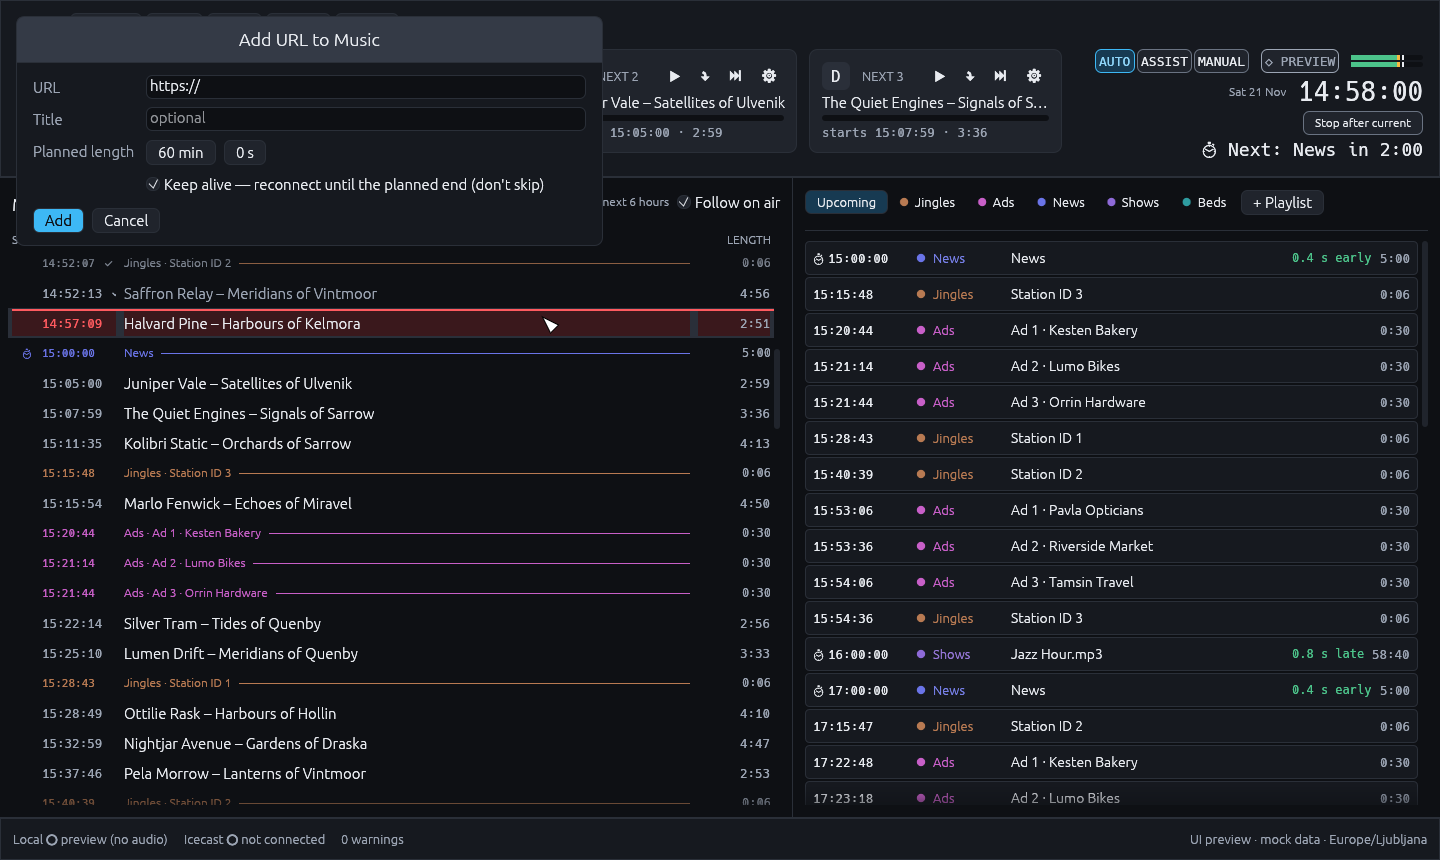 Add URL to Music
URL
https://
Title
optional
Planned length
60 min
0 s
Keep alive — reconnect until the planned end (don't skip)
Add
Cancel
NEXT 2
r Vale – Satellites of Ulvenik
15:05:00 · 2:59
D
NEXT 3
The Quiet Engines – Signals of S…
starts 15:07:59 · 3:36
AUTO
ASSIST
MANUAL
◇ PREVIEW
Sat 21 Nov 14:58:00
Stop after current
Next: News in 2:00
next 6 hours
Follow on air
LENGTH
14:52:07 Jingles · Station ID 2 0:06
14:52:13 Saffron Relay – Meridians of Vintmoor 4:56
14:57:09 Halvard Pine – Harbours of Kelmora 2:51
15:00:00 News 5:00
15:05:00 Juniper Vale – Satellites of Ulvenik 2:59
15:07:59 The Quiet Engines – Signals of Sarrow 3:36
15:11:35 Kolibri Static – Orchards of Sarrow 4:13
15:15:48 Jingles · Station ID 3 0:06
15:15:54 Marlo Fenwick – Echoes of Miravel 4:50
15:20:44 Ads · Ad 1 · Kesten Bakery 0:30
15:21:14 Ads · Ad 2 · Lumo Bikes 0:30
15:21:44 Ads · Ad 3 · Orrin Hardware 0:30
15:22:14 Silver Tram – Tides of Quenby 2:56
15:25:10 Lumen Drift – Meridians of Quenby 3:33
15:28:43 Jingles · Station ID 1 0:06
15:28:49 Ottilie Rask – Harbours of Hollin 4:10
15:32:59 Nightjar Avenue – Gardens of Draska 4:47
15:37:46 Pela Morrow – Lanterns of Vintmoor 2:53
15:40:39 Jingles · Station ID 2 0:06
Upcoming
Jingles
Ads
News
Shows
Beds
+ Playlist
15:00:00 News News 0.4 s early 5:00
15:15:48 Jingles Station ID 3 0:06
15:20:44 Ads Ad 1 · Kesten Bakery 0:30
15:21:14 Ads Ad 2 · Lumo Bikes 0:30
15:21:44 Ads Ad 3 · Orrin Hardware 0:30
15:28:43 Jingles Station ID 1 0:06
15:40:39 Jingles Station ID 2 0:06
15:53:06 Ads Ad 1 · Pavla Opticians 0:30
15:53:36 Ads Ad 2 · Riverside Market 0:30
15:54:06 Ads Ad 3 · Tamsin Travel 0:30
15:54:36 Jingles Station ID 3 0:06
16:00:00 Shows Jazz Hour.mp3 0.8 s late 58:40
17:00:00 News News 0.4 s early 5:00
17:15:47 Jingles Station ID 2 0:06
17:22:48 Ads Ad 1 · Kesten Bakery 0:30
17:23:18 Ads Ad 2 · Lumo Bikes 0:30
Local preview (no audio)
Icecast not connected
0 warnings
UI preview · mock data · Europe/Ljubljana